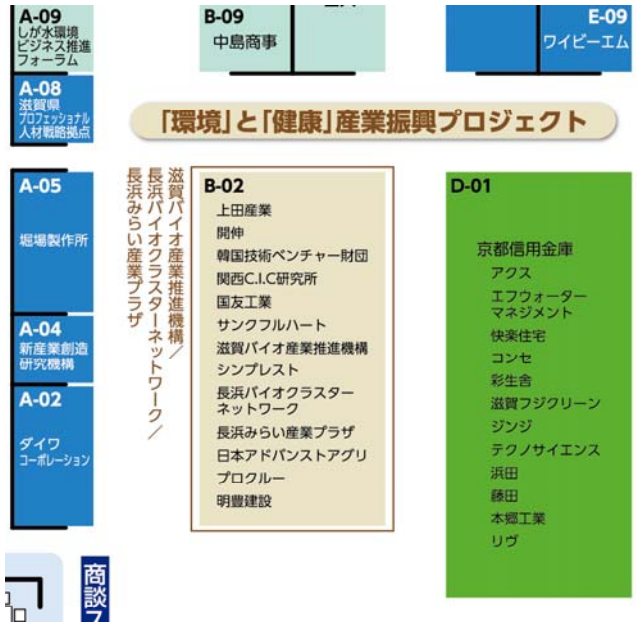 A-09
しが水環境
ビジネス推進
フォーラム
B-09
中島商事
E-09
ワイビーエム
A-08
滋賀県
プロフェッショナル
人材戦略拠点
「環境」と「健康」産業振興プロジェクト
A-05
堀場製作所
A-04
新産業創造
研究機構
A-02
ダイワ
コーポレーション
滋賀バイオ産業推進機構／
長浜バイオクラスターネットワーク／
長浜みらい産業プラザ
B-02
上田産業
開伸
韓国技術ベンチャー財団
関西C.I.C研究所
国友工業
サンクフルハート
滋賀バイオ産業推進機構
シンプレスト
長浜バイオクラスター
ネットワーク
長浜みらい産業プラザ
日本アドバンストアグリ
プロクルー
明豊建設
D-01
京都信用金庫
アクス
エフウォーター
マネジメント
快楽住宅
コンセ
彩生舎
滋賀フジクリーン
ジンジ
テクノサイエンス
浜田
藤田
本郷工業
リヴ
商談